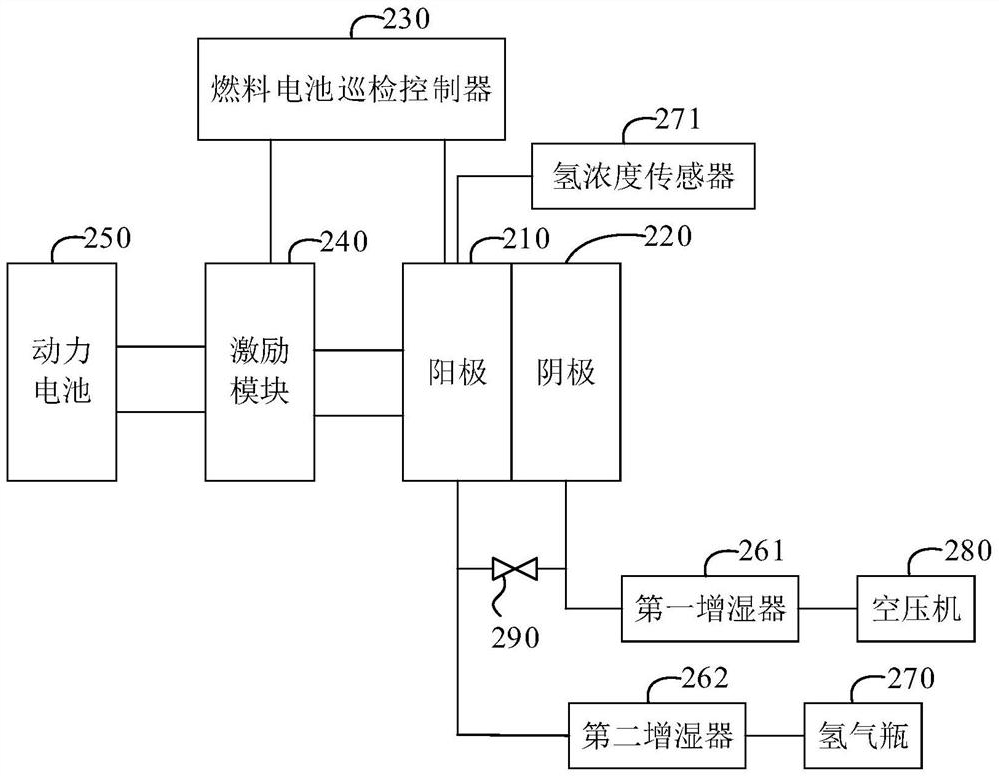 230
燃料电池巡检控制器
271
氢浓度传感器
250
240
210
220
动力
电池
激励
模块
阳极
阴极
290
261
280
第一增湿器
空压机
262
270
第二增湿器
氢气瓶